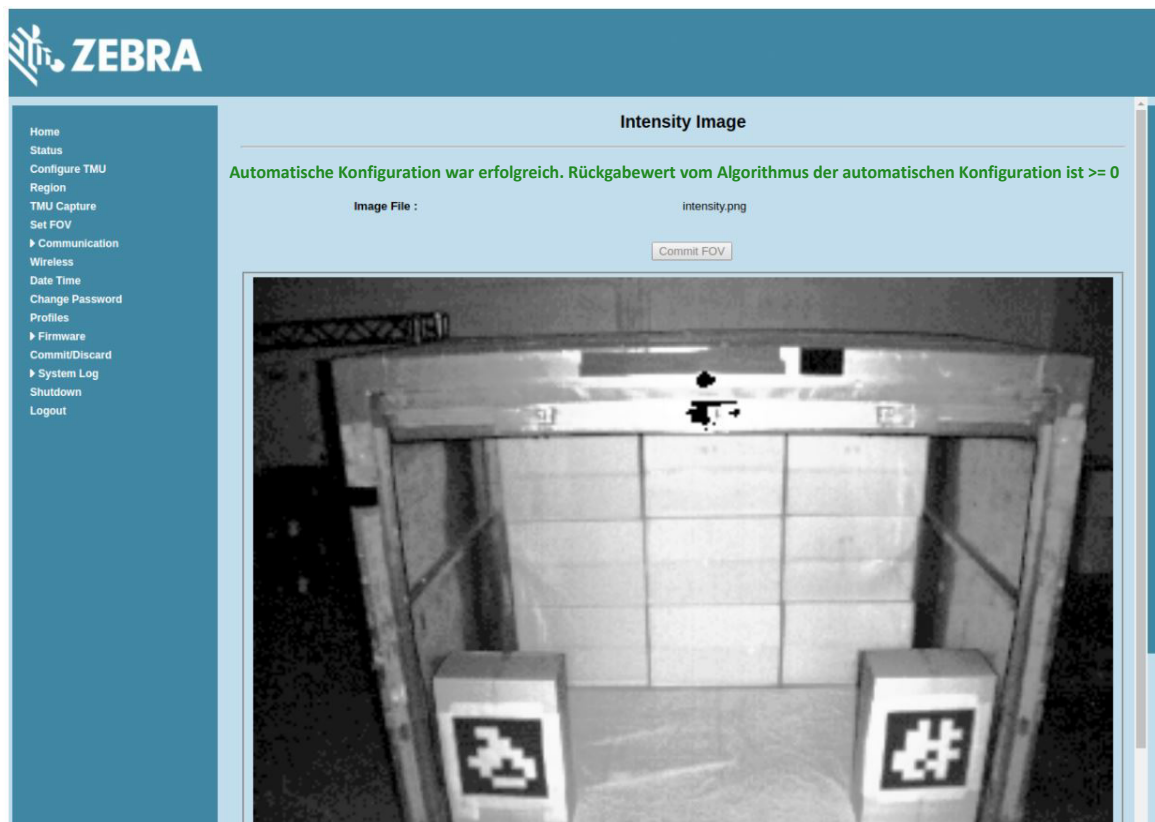 ZEBRA
Home
Status
Configure TMU
Region
TMU Capture
Set FOV
Communication
Wireless
Date Time
Change Password
Profiles
Firmware
Commit/Discard
System Log
Shutdown
Logout
Intensity Image
Automatische Konfiguration war erfolgreich. Rückgabewert vom Algorithmus der automatischen Konfiguration ist >= 0
Image File : intensity.png
Commit FOV